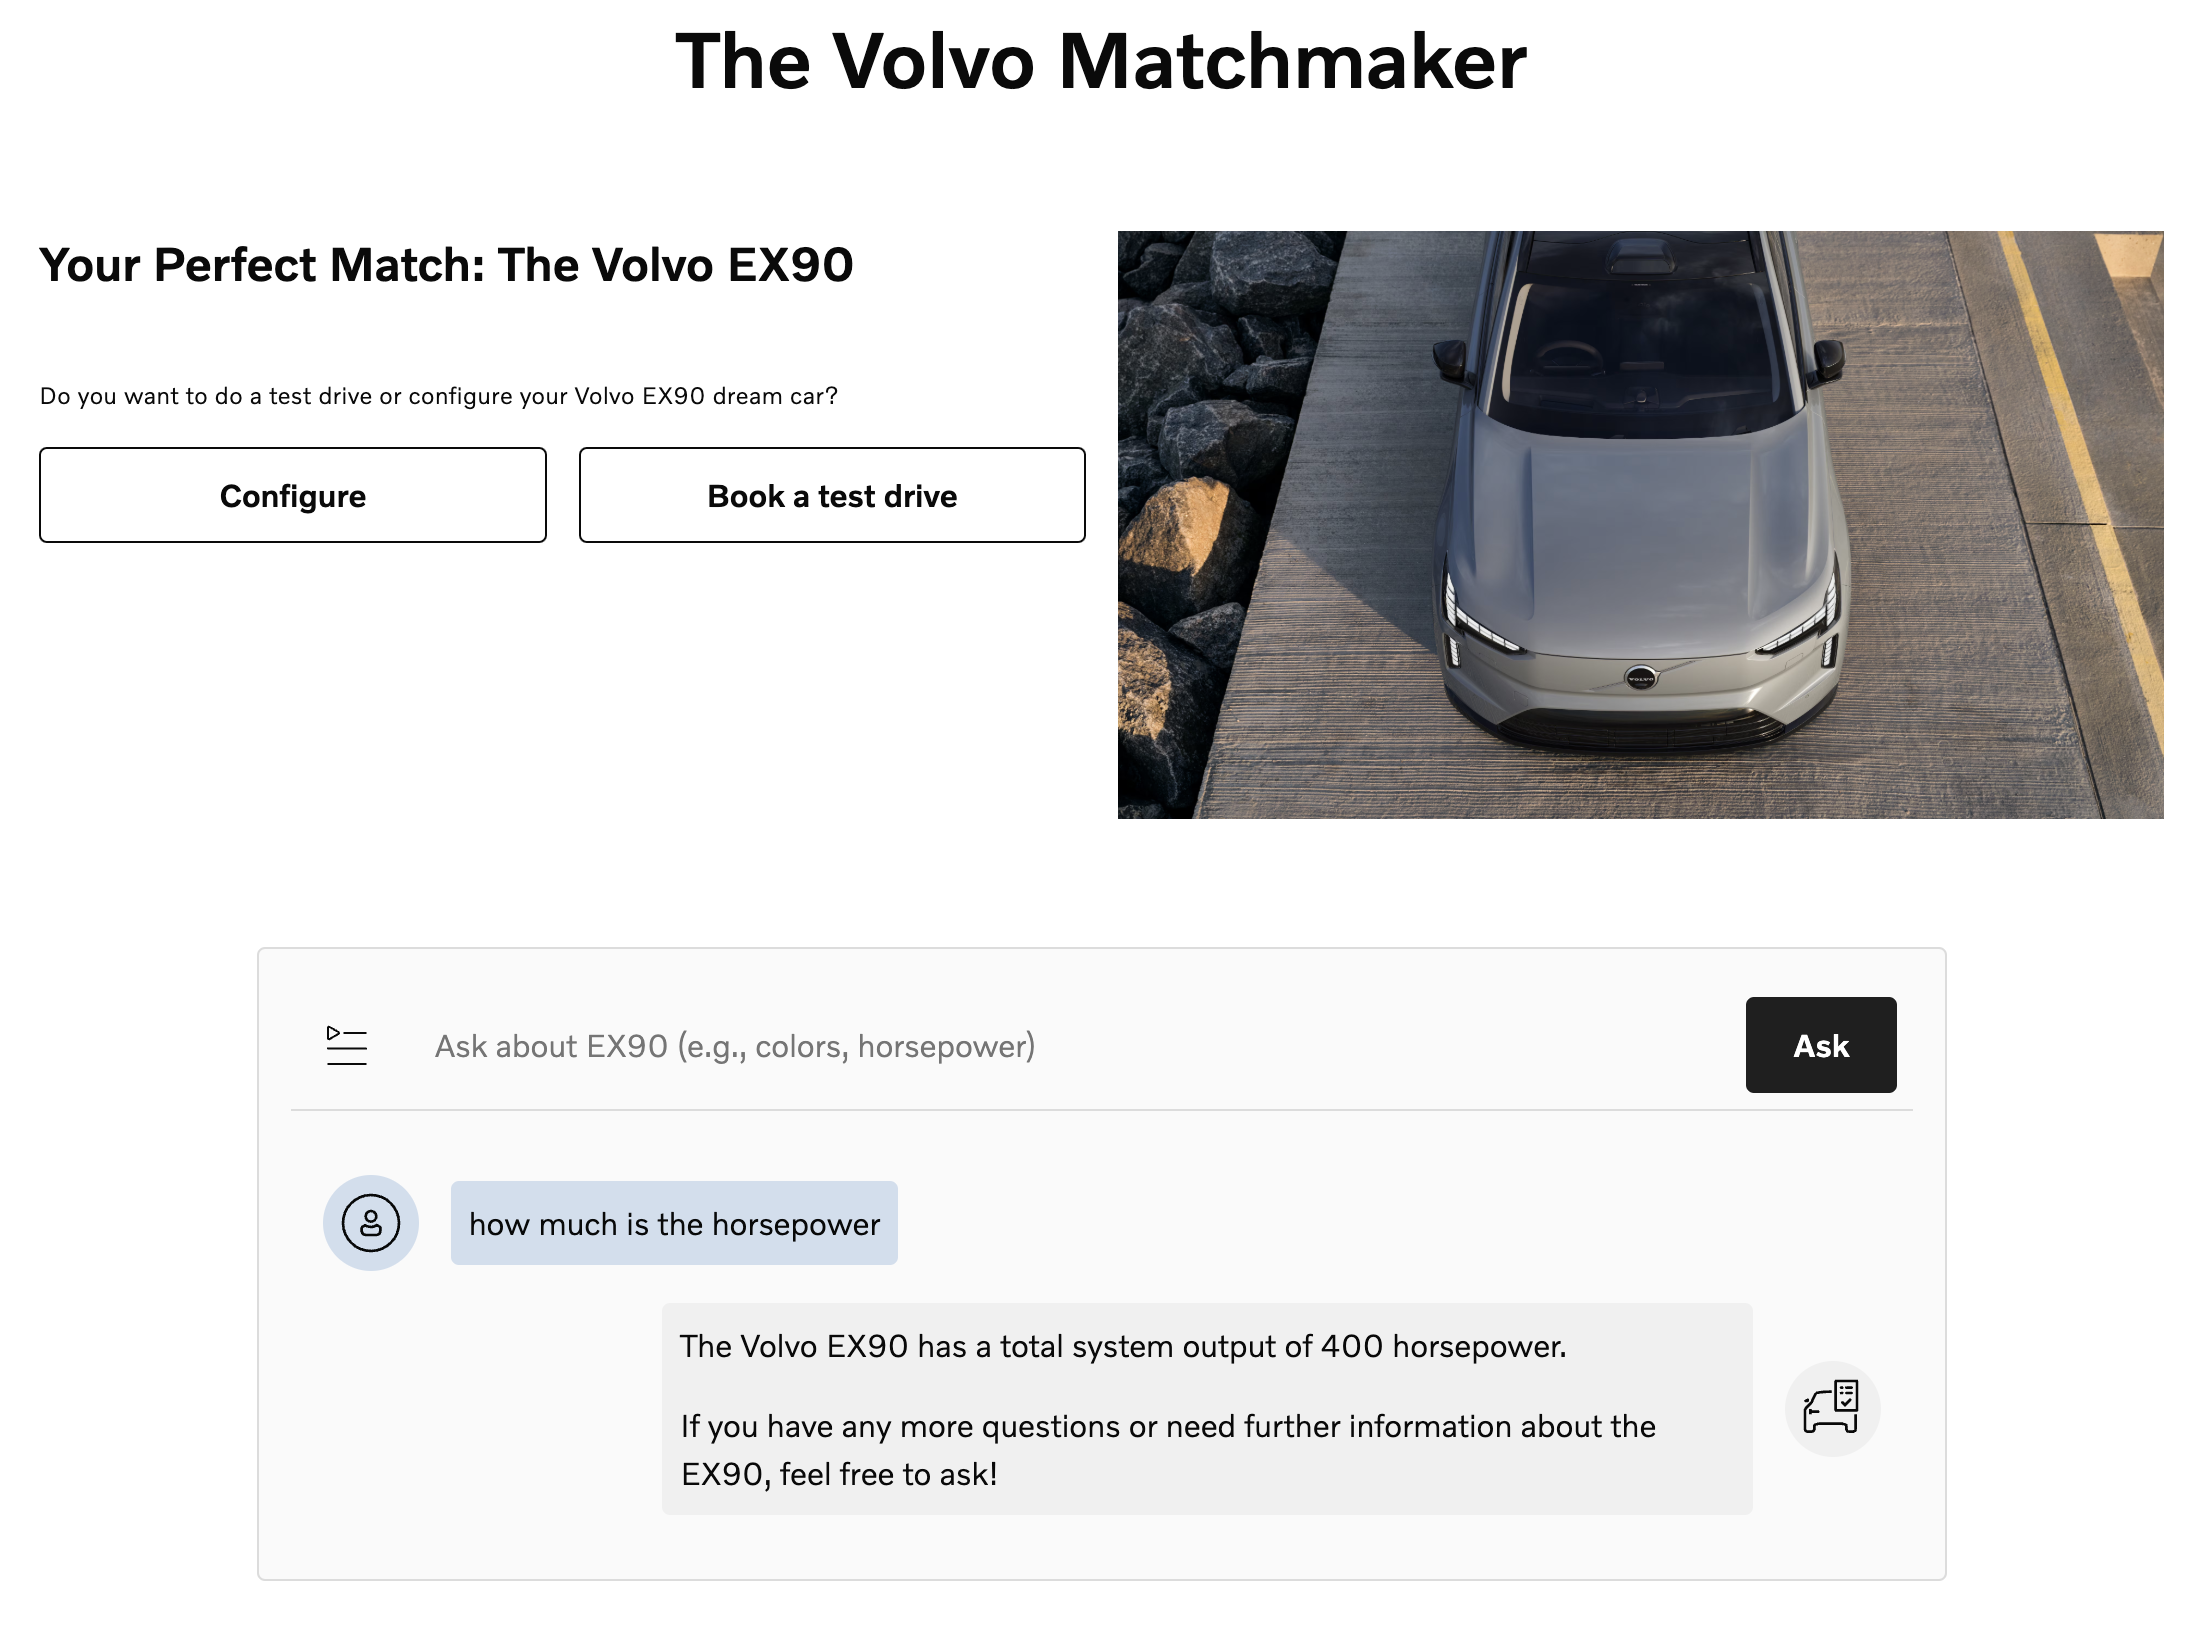 The Volvo Matchmaker
Your Perfect Match: The Volvo EX90
Do you want to do a test drive or configure your Volvo EX90 dream car?
Configure
Book a test drive
VOLVO
Ask about EX90 (e.g., colors, horsepower)
Ask
how much is the horsepower
The Volvo EX90 has a total system output of 400 horsepower.
If you have any more questions or need further information about the
EX90, feel free to ask!